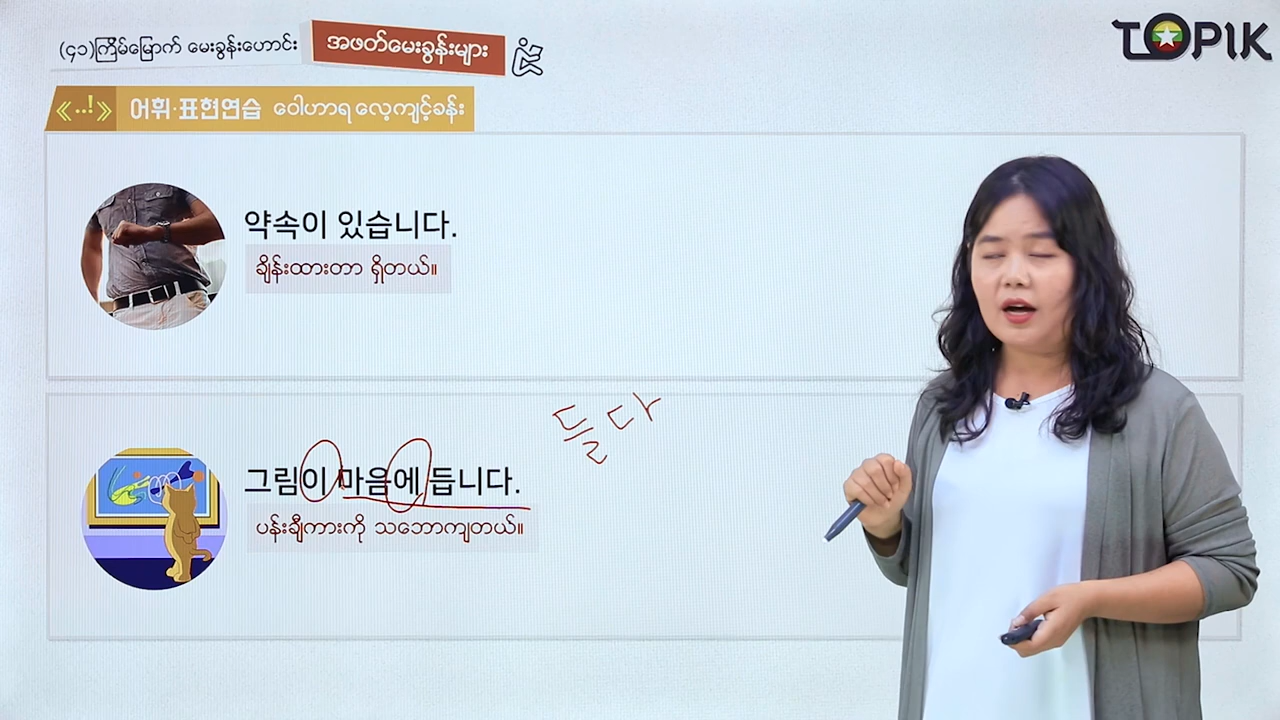 (၄၁)ကြိမ်မြောက် မေးခွန်းဟောင်း
အဖတ်မေးခွန်းများ
TOPIK
어휘·표현연습 ဝေါဟာရ လေ့ကျင့်ခန်း
약속이 있습니다.
ချိန်းထားတာ ရှိတယ်။
들다
그림이 마음에 듭니다.
ပန်းချီကားကို သဘောကျတယ်။